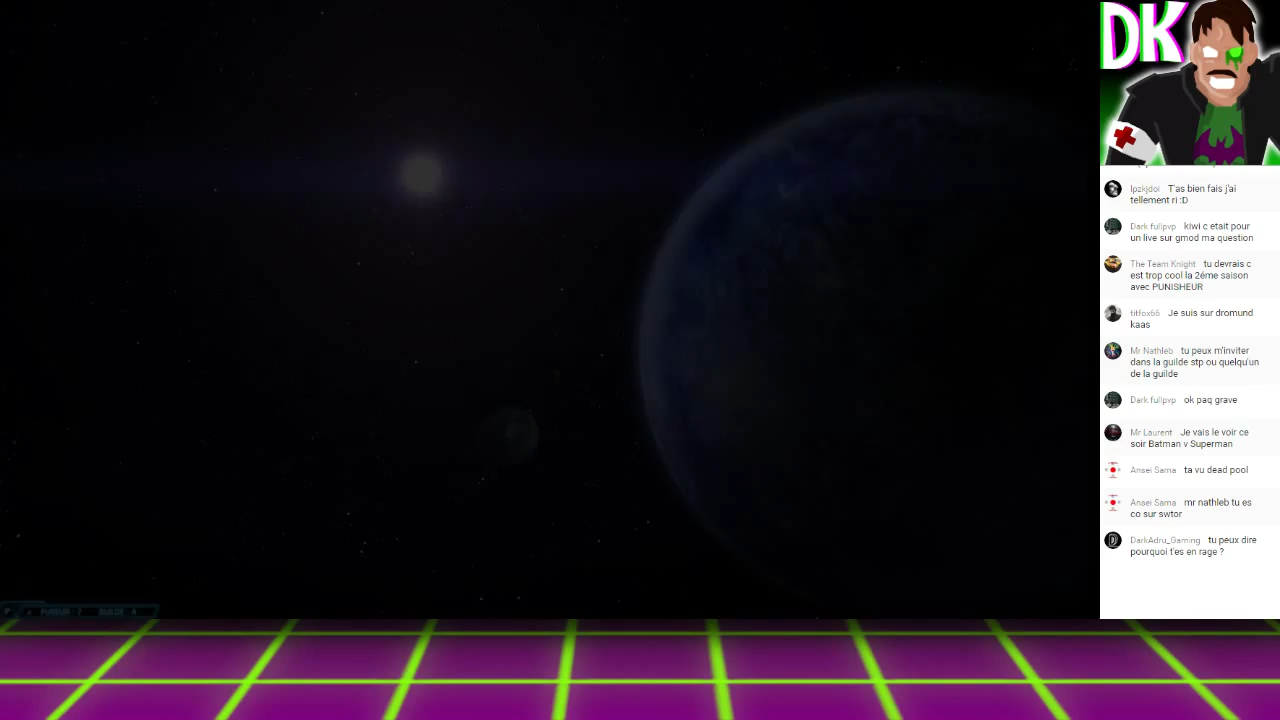 DK
lpzkjdoi T'as bien fais j'ai
tellement ri :D
Dark fullpvp kiwi c etait pour
un live sur gmod ma question
The Team Knight tu devrais c
est trop cool la 2éme saison
avec PUNISHEUR
titfox66 Je suis sur dromund
kaas
Mr Nathleb tu peux m'inviter
dans la guilde stp ou quelqu'un
de la guilde
Dark fullpvp ok paq grave
Mr Laurent Je vais le voir ce
soir Batman v Superman
Ansei Sama ta vu dead pool
Ansei Sama mr nathleb tu es
co sur swtor
DarkAdru_Gaming tu peux dire
pourquoi t'es en rage ?
GUILDE 4